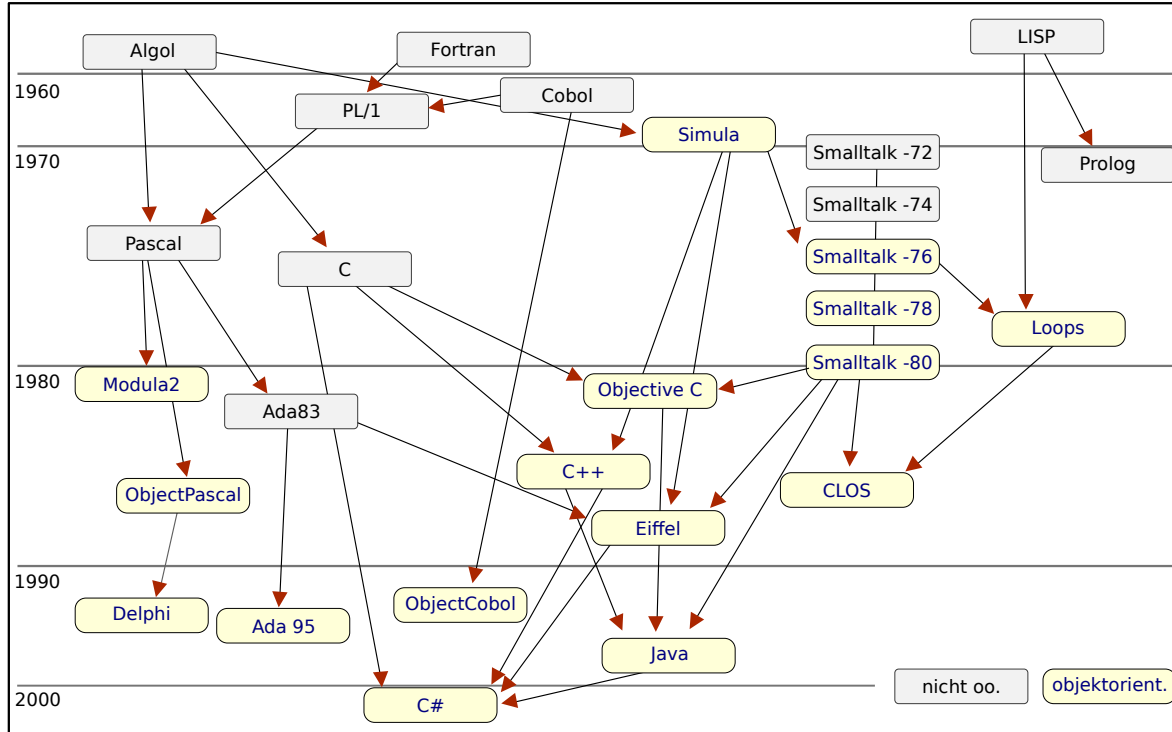 Algol
Fortran
LISP
1960
PL/1
Cobol
Simula
1970
Smalltalk -72
Prolog
Smalltalk -74
Pascal
C
Smalltalk -76
Smalltalk -78
Loops
1980
Modula2
Objective C
Smalltalk -80
Ada83
C++
ObjectPascal
CLOS
Eiffel
1990
Delphi
Ada 95
ObjectCobol
Java
2000
C#
nicht oo.
objektorient.